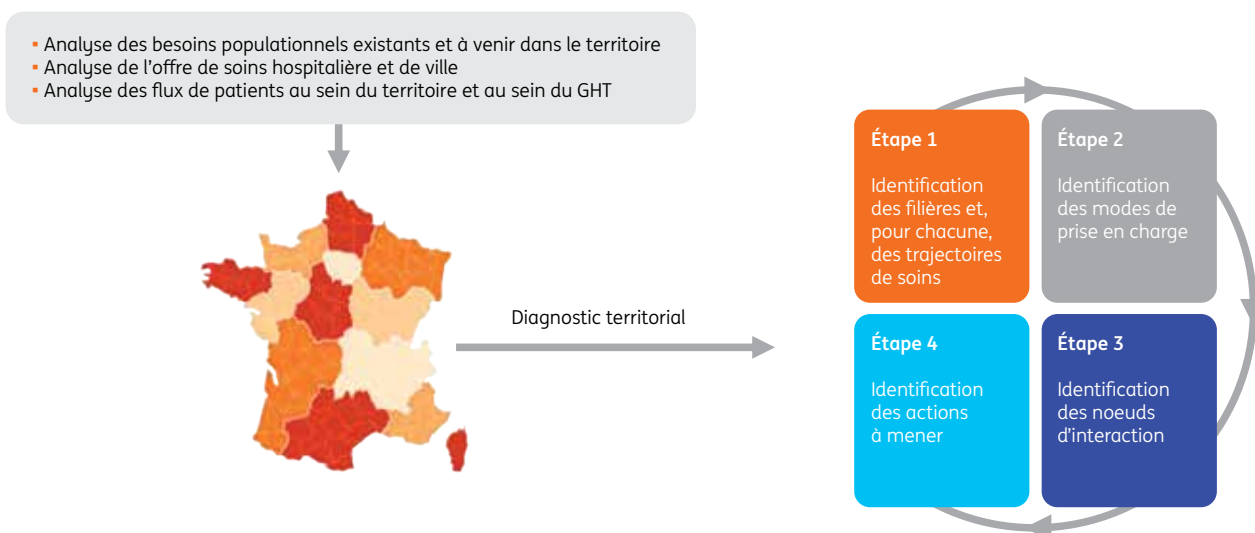 ▪ Analyse des besoins populationnels existants et à venir dans le territoire
▪ Analyse de l'offre de soins hospitalière et de ville
▪ Analyse des flux de patients au sein du territoire et au sein du GHT
Diagnostic territorial
Étape 1
Identification
des filières et,
pour chacune,
des trajectoires
de soins
Étape 2
Identification
des modes de
prise en charge
Étape 3
Identification
des noeuds
d'interaction
Étape 4
Identification
des actions
à mener